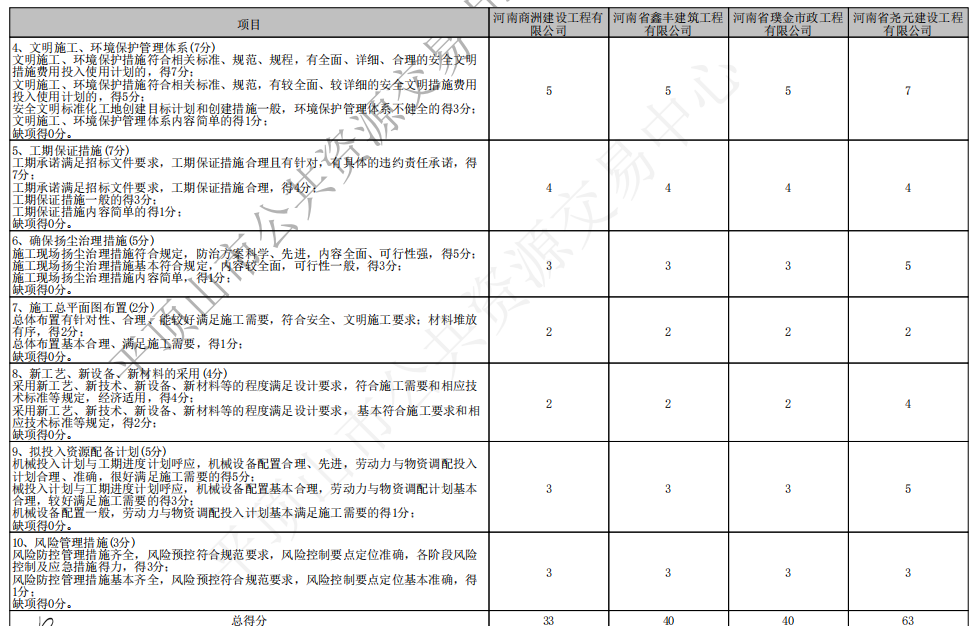 项目
河南商洲建设工程有
限公司
河南省鑫丰建筑工程
有限公司
河南省璞金市政工程
有限公司
河南省尧元建设工程
有限公司
4、文明施工、环境保护管理体系(7分)
文明施工、环境保护措施符合相关标准、规范、规程，有全面、详细、合理的安全文明
措施费用投入使用计划的，得7分；
文明施工、环境保护措施符合相关标准、规范，有较全面、较详细的安全文明措施费用
投入使用计划的，得5分；
安全文明标准化工地创建目标计划和创建措施一般，环境保护管理体系不健全的得3分；
文明施工、环境保护管理体系内容简单的得1分；
缺项得0分。
5
5
5
7
5、工期保证措施(7分)
工期承诺满足招标文件要求，工期保证措施合理且有针对，有具体的违约责任承诺，得
7分；
工期承诺满足招标文件要求，工期保证措施合理，得4分；
工期保证措施一般的得3分；
工期保证措施内容简单的得1分；
缺项得0分。
4
4
4
4
6、确保扬尘治理措施(5分)
施工现场扬尘治理措施符合规定，防治方案科学、先进，内容全面、可行性强，得5分；
施工现场扬尘治理措施基本符合规定，内容较全面，可行性一般，得3分；
施工现场扬尘治理措施内容简单，得1分；
缺项得0分。
3
3
3
5
7、施工总平面图布置(2分)
总体布置有针对性、合理、能较好满足施工需要，符合安全、文明施工要求；材料堆放
有序，得2分；
总体布置基本合理、满足施工需要，得1分；
缺项得0分。
2
2
2
2
8、新工艺、新设备、新材料的采用(4分)
采用新工艺、新技术、新设备、新材料等的程度满足设计要求，符合施工需要和相应技
术标准等规定，经济适用，得4分；
采用新工艺、新技术、新设备、新材料等的程度满足设计要求， 基本符合施工要求和相
应技术标准等规定，得2分；
缺项得0分。
2
2
2
4
9、拟投入资源配备计划(5分)
机械投入计划与工期进度计划呼应，机械设备配置合理、先进，劳动力与物资调配投入
计划合理、准确，很好满足施工需要的得5分；
械投入计划与工期进度计划呼应，机械设备配置基本合理，劳动力与物资调配计划基本
合理，较好满足施工需要的得3分；
机械设备配置一般，劳动力与物资调配投入计划基本满足施工需要的得1分；
缺项得0分。
3
3
3
5
10、风险管理措施(3分)
风险防控管理措施齐全，风险预控符合规范要求，风险控制要点定位准确，各阶段风险
控制及应急措施得力，得3分；
风险防控管理措施基本齐全，风险预控符合规范要求，风险控制要点定位基本准确，得
1分；
缺项得0分。
3
3
3
3
总得分
33
40
40
63
平顶山市公共资源交易
平顶山市公共资源交易中心